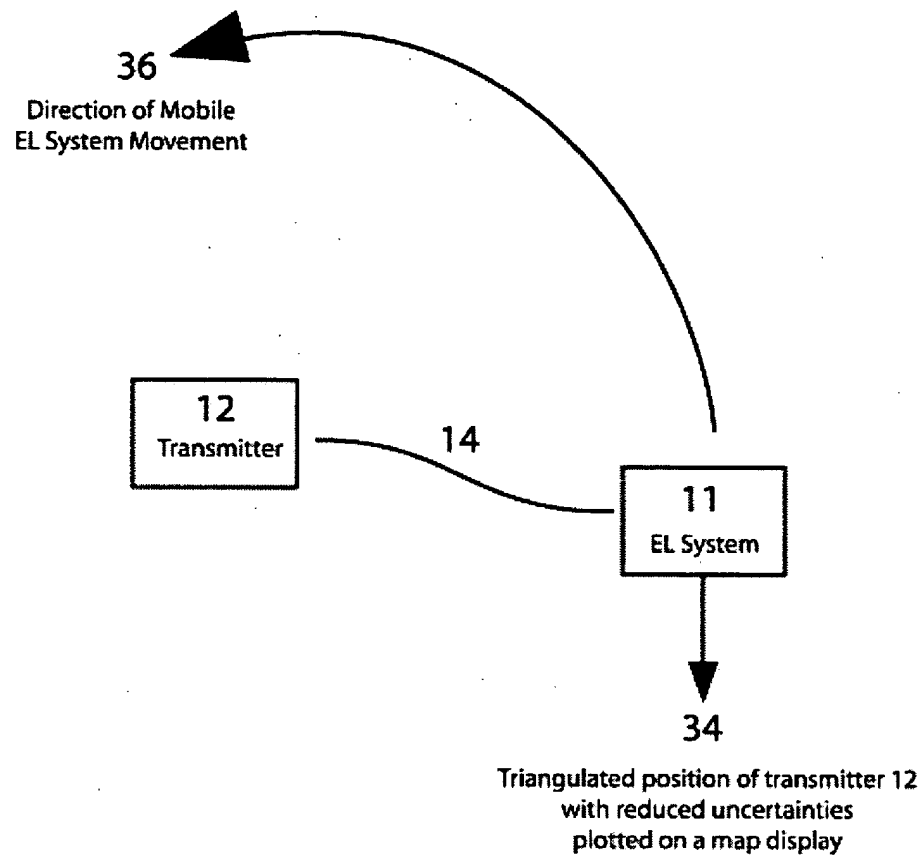 36
Direction of Mobile
EL System Movement
12
Transmitter
14
11
EL System
34
Triangulated position of transmitter 12
with reduced uncertainties
plotted on a map display